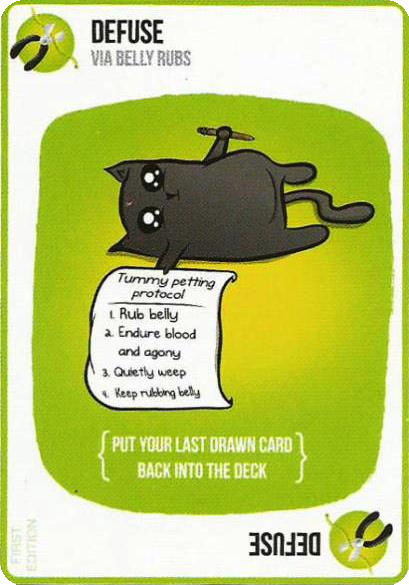 DEFUSE
VIA BELLY RUBS
Tummy petting
protocol
1. Rub belly
2. Endure blood
and agony
3. Quietly weep
4. Keep rubbing belly
PUT YOUR LAST DRAWN CARD
BACK INTO THE DECK
FIRST
EDITION
DEFUSE